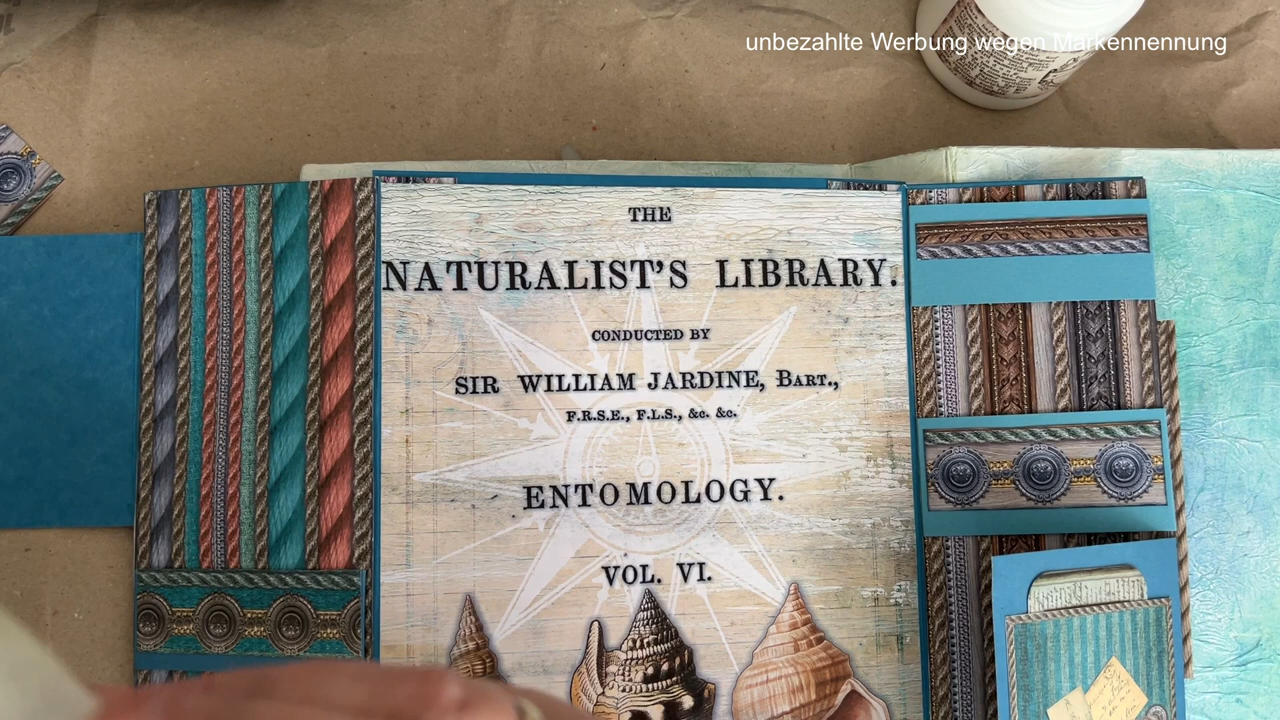 unbezahlte Werbung wegen Markennennung
THE
NATURALIST'S LIBRARY.
CONDUCTED BY
SIR WILLIAM JARDINE, BART.,
F.R.S.E., F.L.S., &c. &c.
ENTOMOLOGY.
VOL. VI.